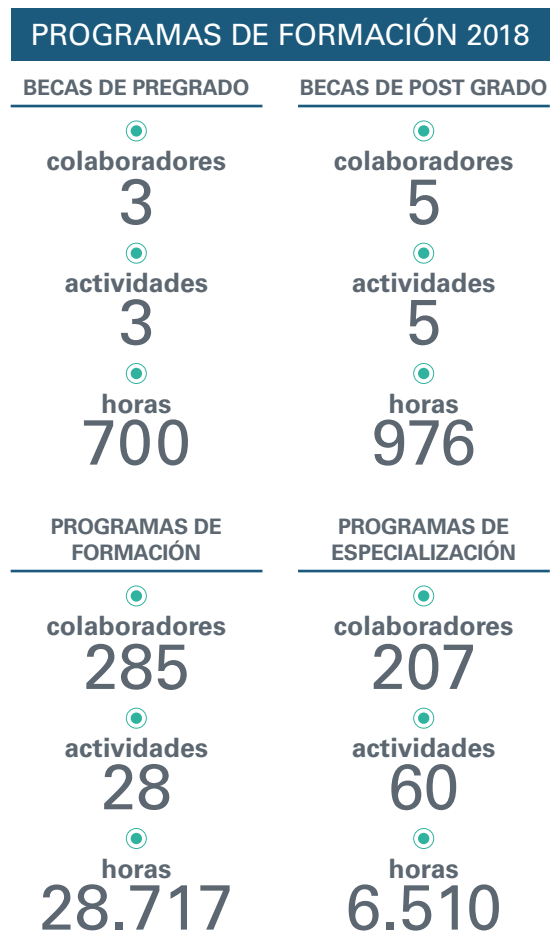 PROGRAMAS DE FORMACIÓN 2018
BECAS DE PREGRADO
colaboradores
3
actividades
3
horas
700
BECAS DE POST GRADO
colaboradores
5
actividades
5
horas
976
PROGRAMAS DE
FORMACIÓN
colaboradores
285
actividades
28
horas
28.717
PROGRAMAS DE
ESPECIALIZACIÓN
colaboradores
207
actividades
60
horas
6.510